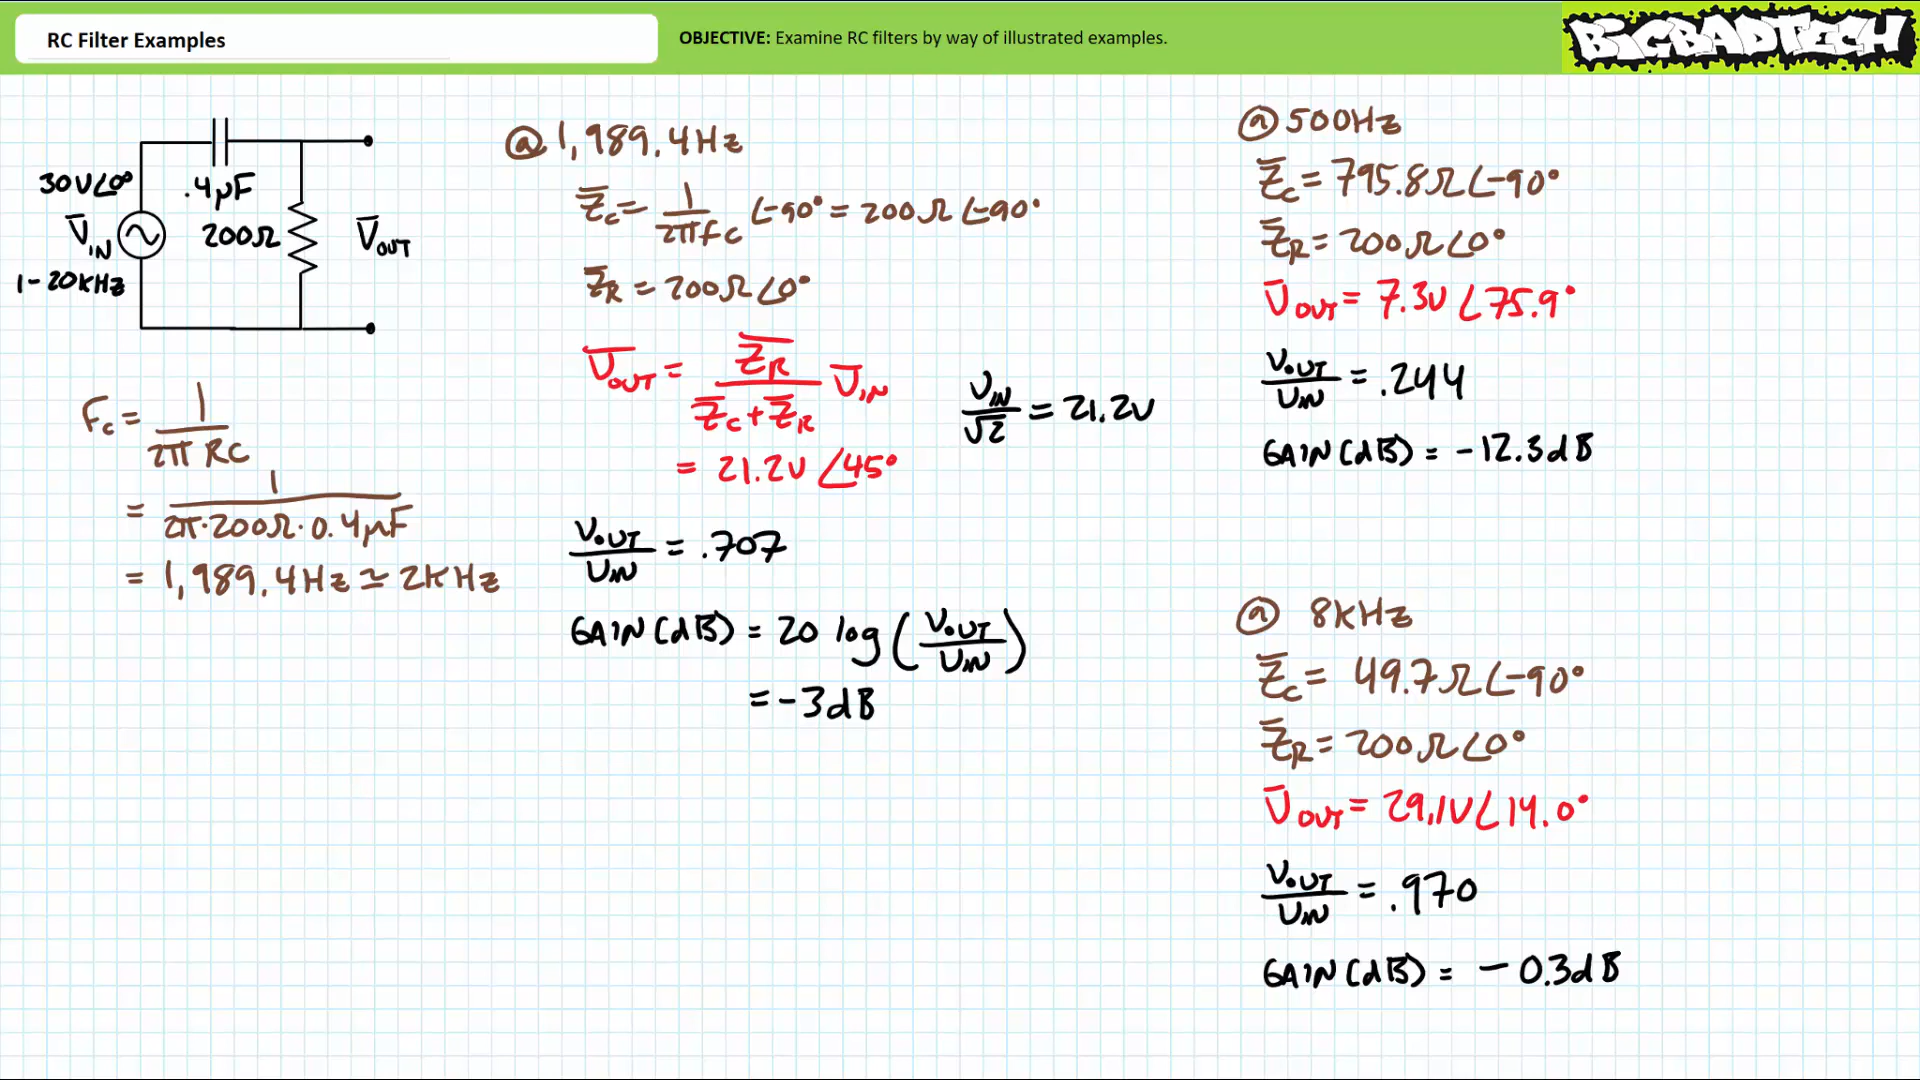 RC Filter Examples
OBJECTIVE: Examine RC filters by way of illustrated examples.
BIGBADTECH
30V∠0°
.4μF
V̅IN
200Ω
V̅OUT
1-20KHz
Fc = 1/(2π RC)
= 1/(2π·200Ω·0.4μF)
= 1,989.4Hz ≃ 2KHz
@ 1,989.4Hz
Z̅c = 1/(2πfC) ∠-90° = 200Ω ∠-90°
Z̅R = 200Ω∠0°
V̅OUT = Z̅R/(Z̅C + Z̅R) V̅IN
= 21.2V ∠45°
VIN/√2 = 21.2V
VOUT/VIN = .707
GAIN(dB) = 20 log (VOUT/VIN)
= -3dB
@ 500Hz
Z̅c = 795.8Ω∠-90°
Z̅R = 200Ω∠0°
V̅OUT = 7.3V ∠75.9°
VOUT/VIN = .244
GAIN(dB) = -12.3dB
@ 8KHz
Z̅c = 49.7Ω∠-90°
Z̅R = 200Ω∠0°
V̅OUT = 29.1V∠14.0°
VOUT/VIN = .970
GAIN(dB) = -0.3dB